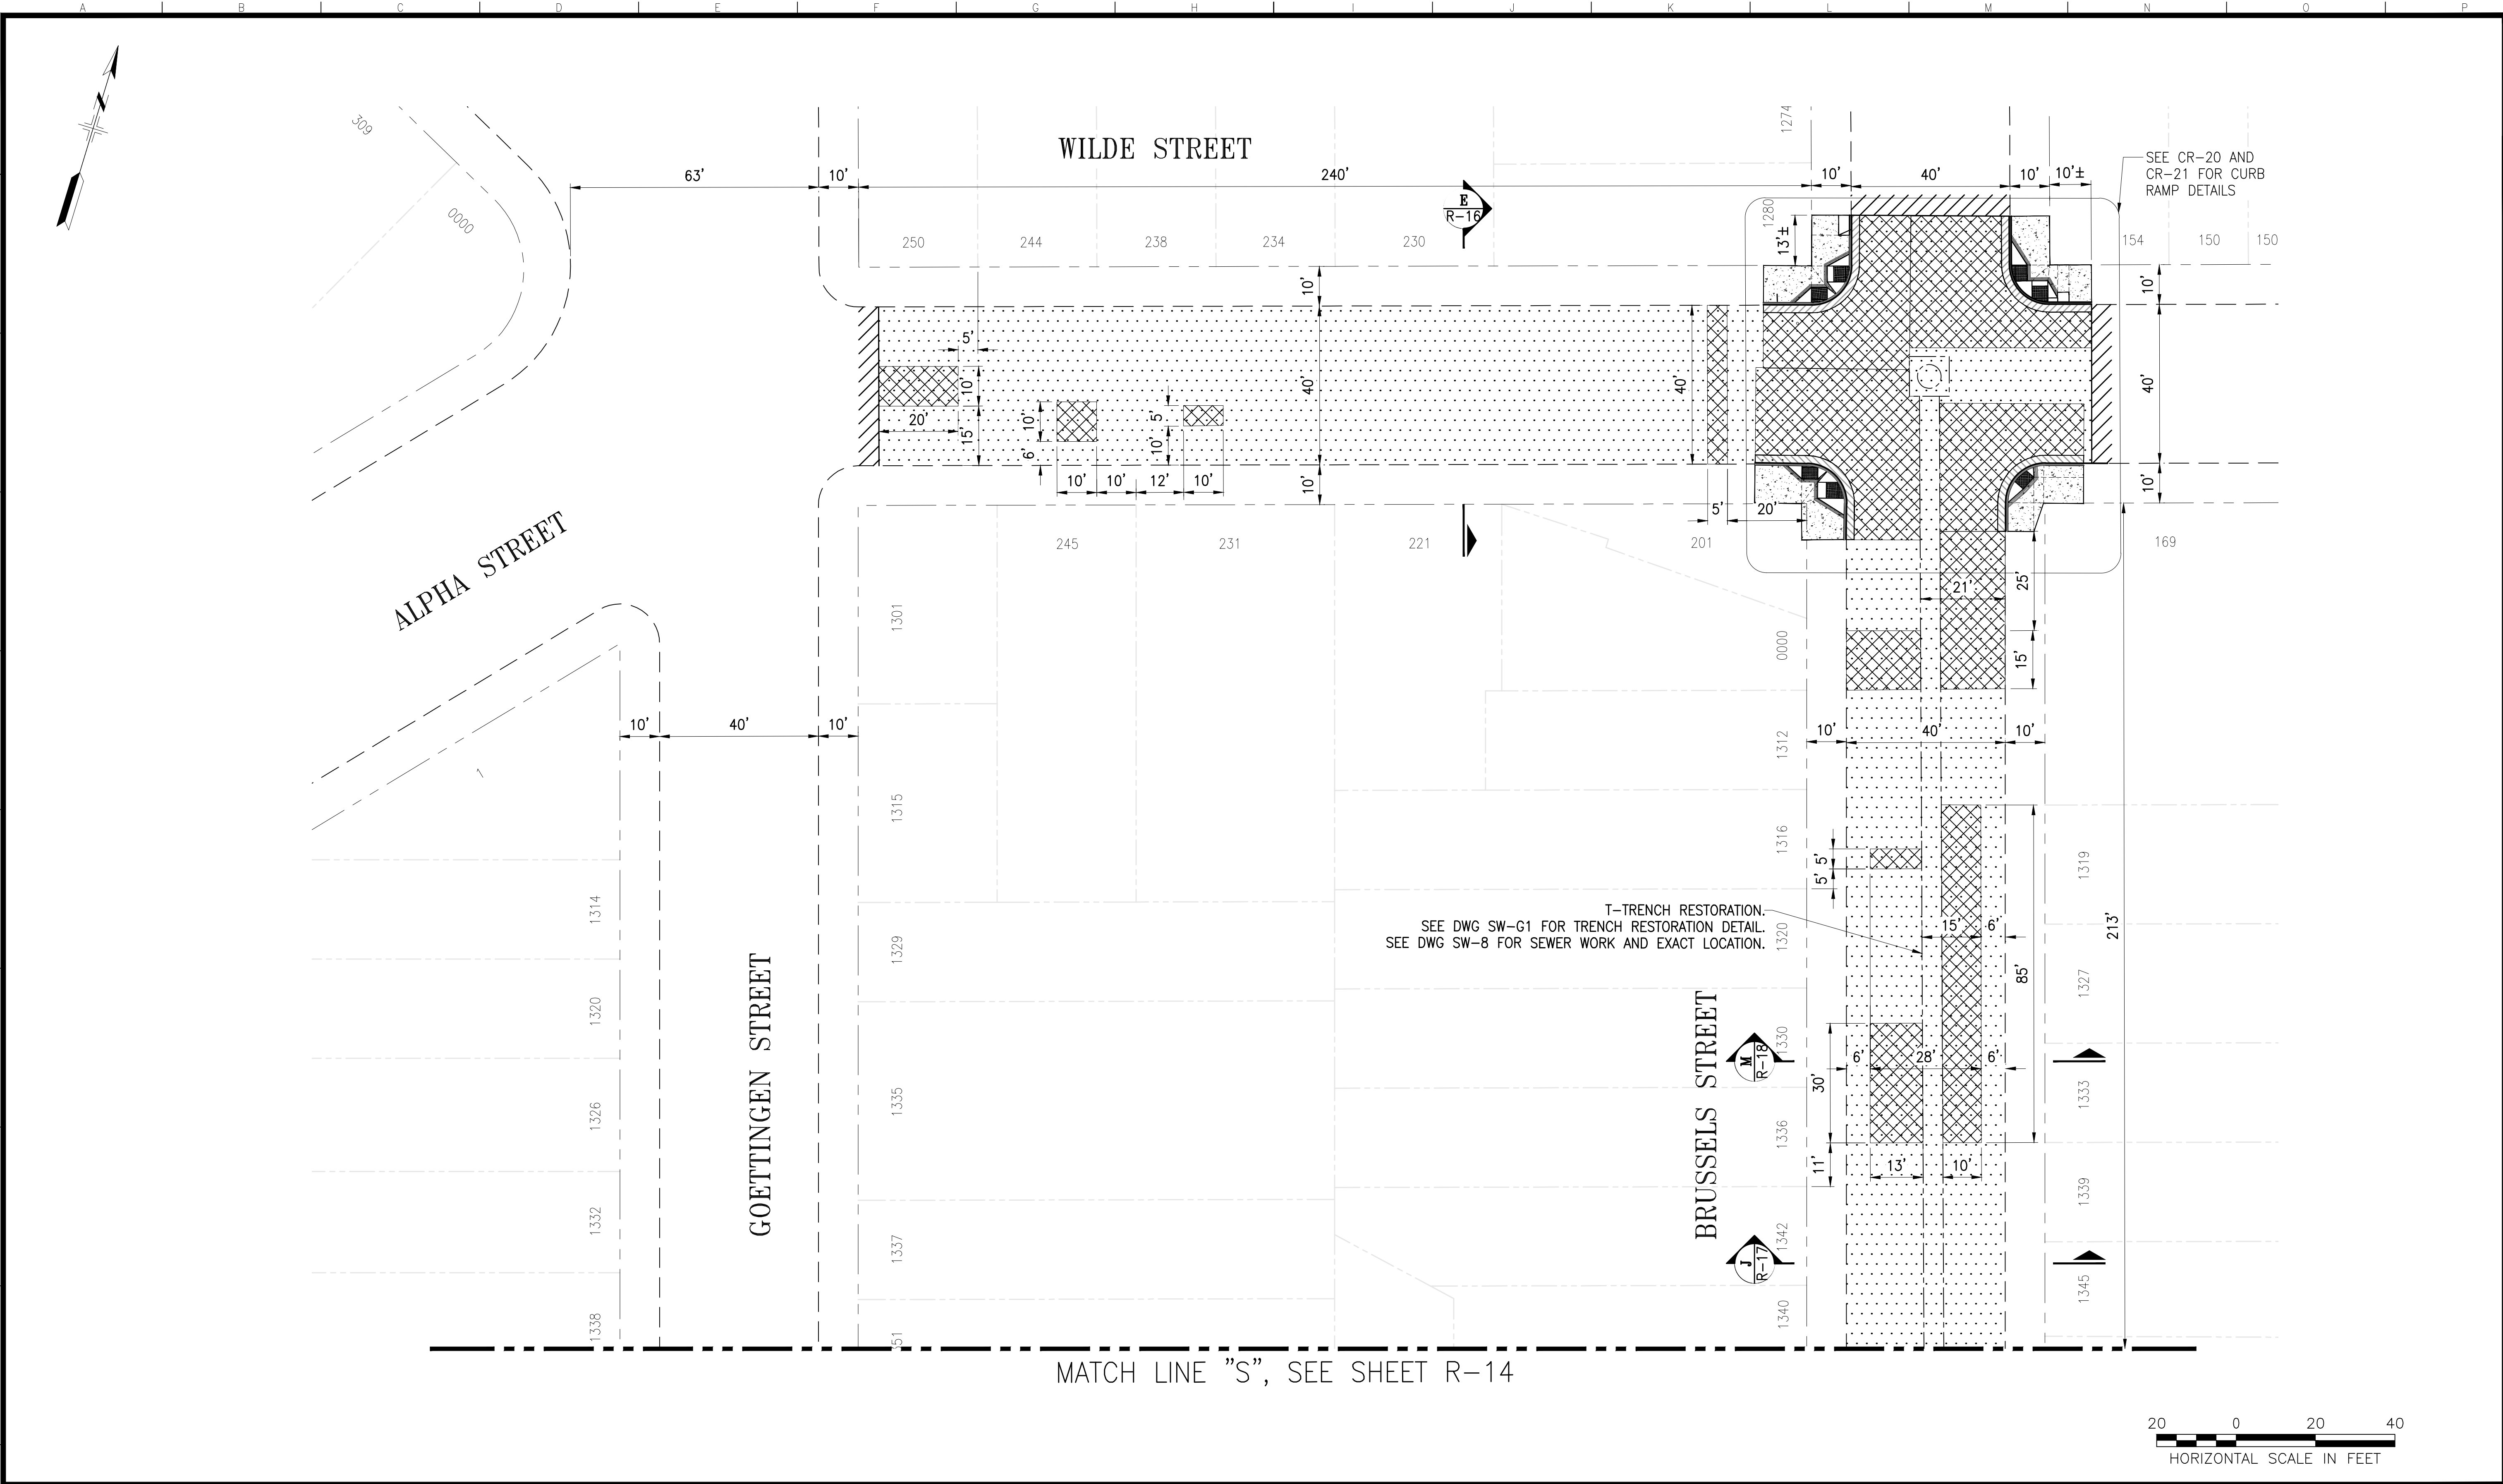 A B C D E F G H I J K L M N O P
N
309
0000
WILDE STREET
1274
SEE CR-20 AND
CR-21 FOR CURB
RAMP DETAILS
63' 10' 240' 10' 40' 10' 10'±
E
R-16
1280
13'±
250 244 238 234 230
154 150 150
10' 10'
5'
10'
40' 40' 40'
20' 15' 10' 6' 5' 10'
10' 10' 12' 10'
10' 10'
5' 20'
245 231 221 201 169
ALPHA STREET
1301
0000
21' 25'
15'
10' 40' 10'
10' 40' 10'
1
1312
1315
1316
5'
5'
1319
1314
T-TRENCH RESTORATION.
SEE DWG SW-G1 FOR TRENCH RESTORATION DETAIL.
SEE DWG SW-8 FOR SEWER WORK AND EXACT LOCATION.
1320
15' 6'
213'
1329
85'
1327
1320
GOETTINGEN STREET
BRUSSELS STREET
M
R-18
1330
6' 28' 6'
30'
1333
1335
1326
1336
11'
13' 10'
1339
1332
1337
1342
J
R-17
1345
1338
351
1340
MATCH LINE "S", SEE SHEET R-14
20 0 20 40
HORIZONTAL SCALE IN FEET